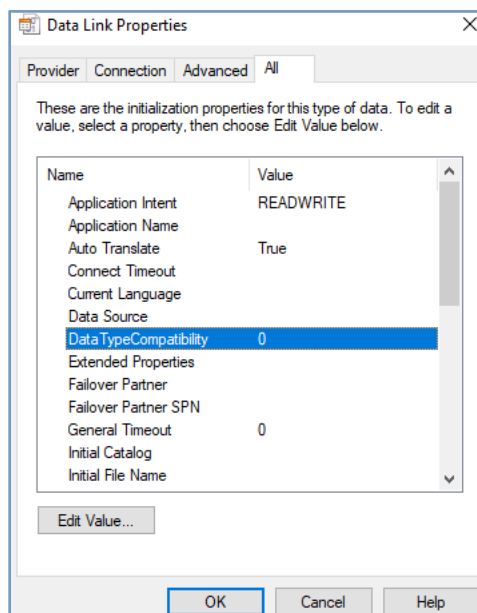 Data Link Properties
Provider Connection Advanced All
These are the initialization properties for this type of data. To edit a
value, select a property, then choose Edit Value below.
Name Value
Application Intent READWRITE
Application Name
Auto Translate True
Connect Timeout
Current Language
Data Source
DataTypeCompatibility 0
Extended Properties
Failover Partner
Failover Partner SPN
General Timeout 0
Initial Catalog
Initial File Name
Edit Value...
OK Cancel Help